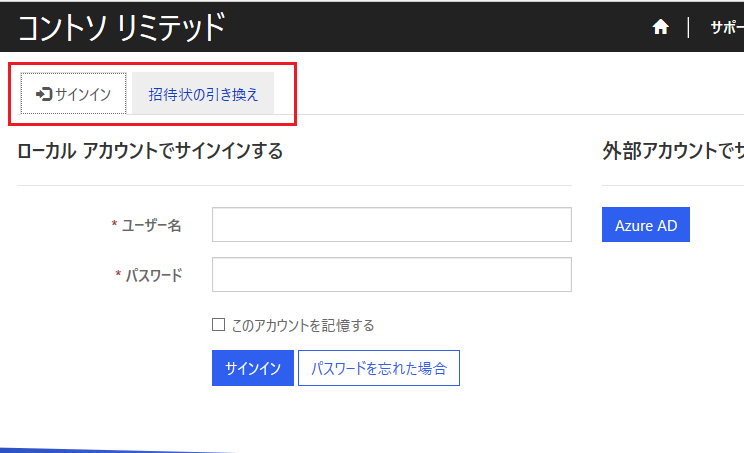 コントソ リミテッド
サポー
サインイン 招待状の引き換え
ローカル アカウントでサインインする
外部アカウントでサ
* ユーザー名
Azure AD
* パスワード
このアカウントを記憶する
サインイン パスワードを忘れた場合